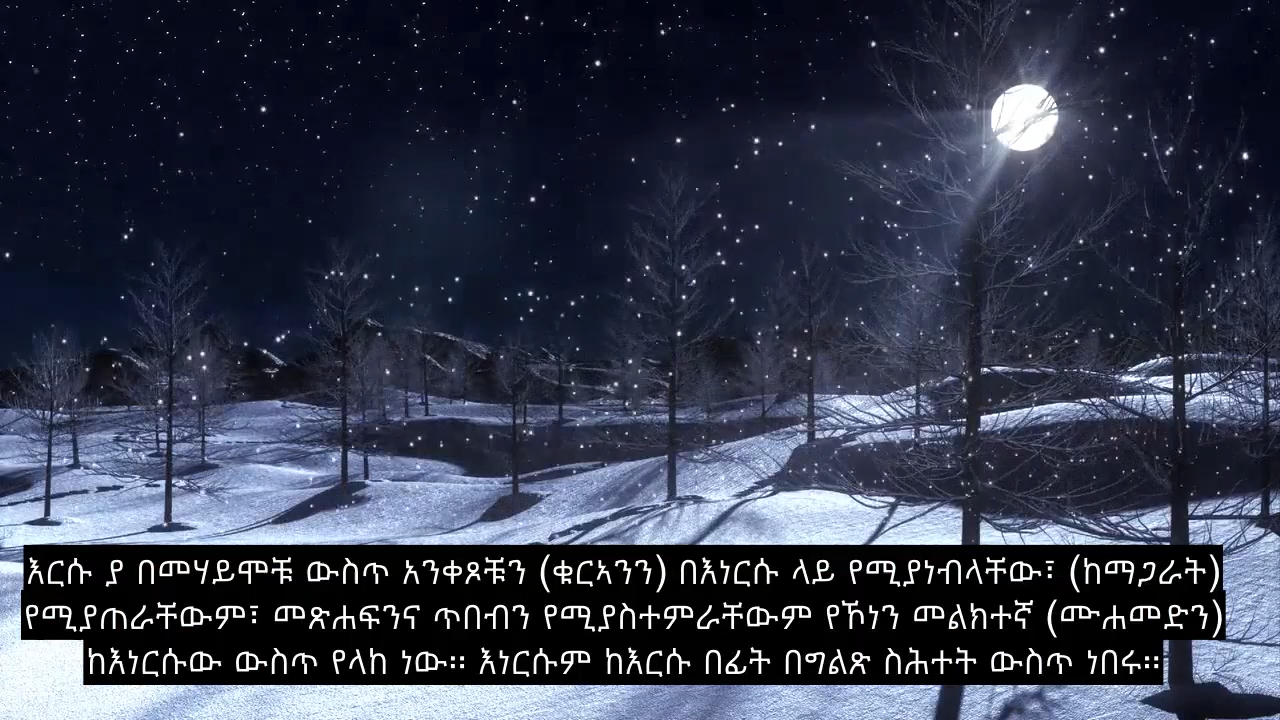 እርሱ ያ በመሃይሞቹ ውስጥ አንቀጾቹን (ቁርኣንን) በእነርሱ ላይ የሚያነብላቸው፣ (ከማጋራት)
የሚያጠራቸውም፣ መጽሐፍንና ጥበብን የሚያስተምራቸውም የኾነን መልክተኛ (ሙሐመድን)
ከእነርሱው ውስጥ የላከ ነው፡፡ እነርሱም ከእርሱ በፊት በግልጽ ስሕተት ውስጥ ነበሩ፡፡